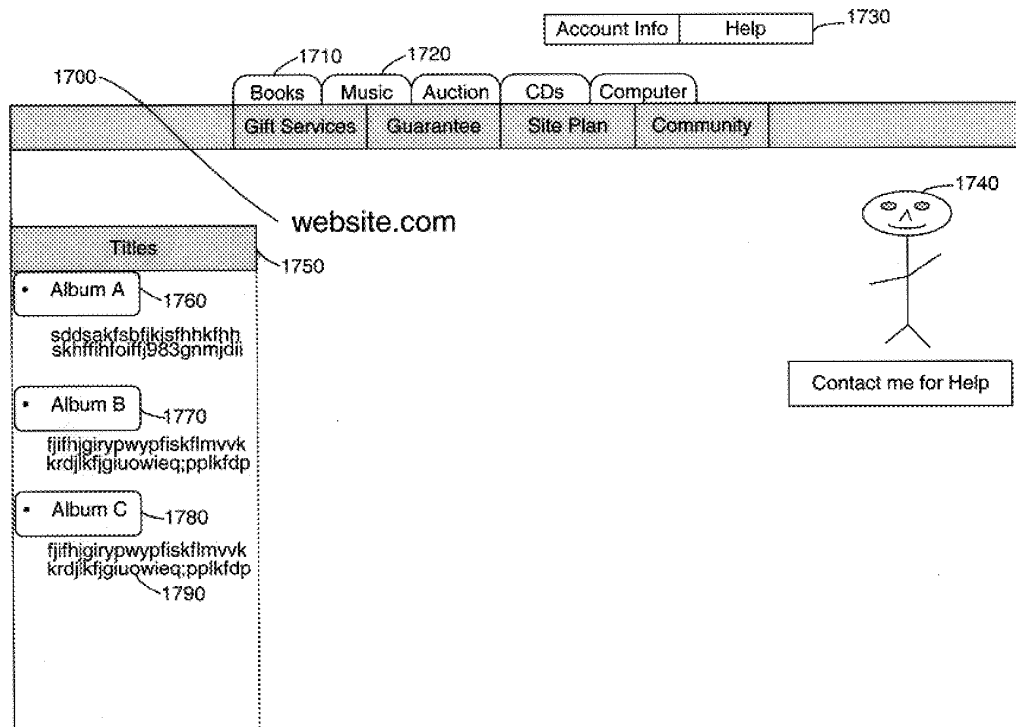 Account Info Help 1730
1710 1720
1700
Books Music Auction CDs Computer
Gift Services Guarantee Site Plan Community
1740
website.com
Titles
1750
• Album A
1760
sddsakfsbfjkjsfhhkfhh
skhffihfoiffj983gnmjdii
Contact me for Help
• Album B
1770
fjifhjgirypwypfiskflmvvk
krdjlkfjgiuowieq;pplkfdp
• Album C
1780
fjifhjgirypwypfiskflmvvk
krdjlkfjgiuowieq;pplkfdp
1790